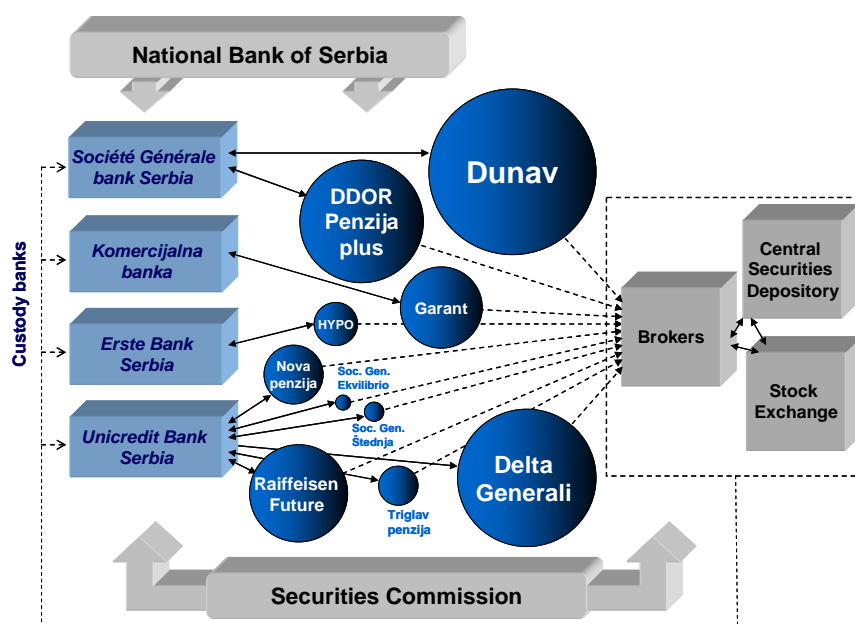 National Bank of Serbia
Société Générale
bank Serbia
Dunav
DDOR
Penzija
plus
Komercijalna
banka
Central
Securities
Depository
Garant
HYPO
Brokers
Custody banks
Erste Bank
Serbia
Nova
penzija
Soc. Gen.
Ekvilibrio
Stock
Exchange
Soc. Gen.
Štednja
Unicredit Bank
Serbia
Raiffeisen
Future
Delta
Generali
Triglav
penzija
Securities Commission